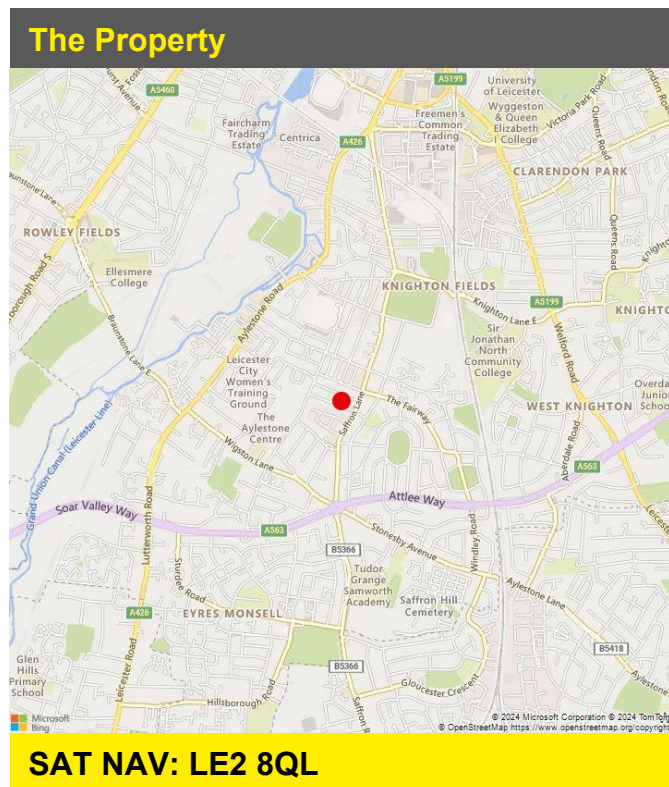 The Property
A5199
University
of Leicester
Wyggeston
& Queen
Elizabeth
I College
A5460
Victoria Park Road
Queens Road
Faircharm
Trading
Estate
Centrica
A426
Freemen's
Common
Trading
Estate
CLARENDON PARK
Braunstone Lane
ROWLEY FIELDS
Ellesmere
College
Queens Road
KNIGHTON FIELDS
Aylestone Road
Knighton Lane E
A5199
Welford Road
Braunstone Lane E
Sir
Jonathan
North
Community
College
Leicester
City
Women's
Training
Ground
The Fairway
WEST KNIGHTON
The
Aylestone
Centre
Saffron Lane
Grand Union Canal (Leicester Line)
Wigston Lane
Aberdale Road
A563
Soar Valley Way
Lutterworth Road
Attlee Way
A563
B5366
Stonesby Avenue
Windley Road
Sturdee Road
Tudor
Grange
Samworth
Academy
Saffron Hill
Cemetery
Aylestone Lane
A426
EYRES MONSELL
B5418
Glen
Hills
Primary
School
Leicester Road
B5366
Hillsborough Road
Gloucester Crescent
Microsoft
Bing
© 2024 Microsoft Corporation © 2024 TomTom
© OpenStreetMap https://www.openstreetmap.org/copyright
SAT NAV: LE2 8QL